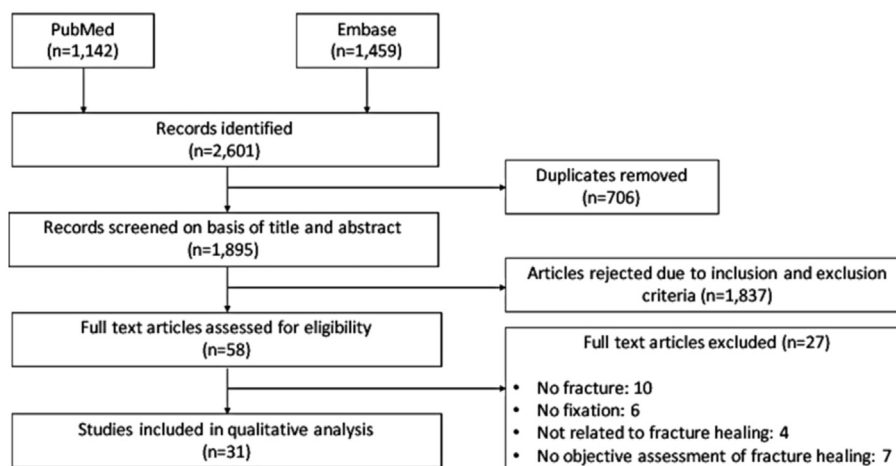 PubMed
(n=1,142)
Embase
(n=1,459)
Records identified
(n=2,601)
Duplicates removed
(n=706)
Records screened on basis of title and abstract
(n=1,895)
Articles rejected due to inclusion and exclusion
criteria (n=1,837)
Full text articles assessed for eligibility
(n=58)
Full text articles excluded (n=27)
• No fracture: 10
• No fixation: 6
• Not related to fracture healing: 4
• No objective assessment of fracture healing: 7
Studies included in qualitative analysis
(n=31)